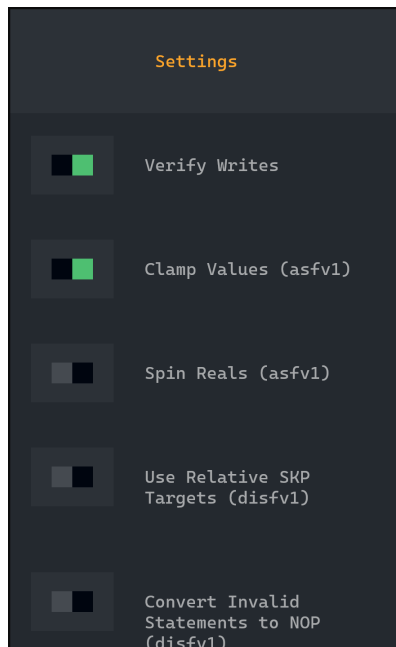 Settings
Verify Writes
Clamp Values (asfv1)
Spin Reals (asfv1)
Use Relative SKP
Targets (disfv1)
Convert Invalid
Statements to NOP
(disfv1)